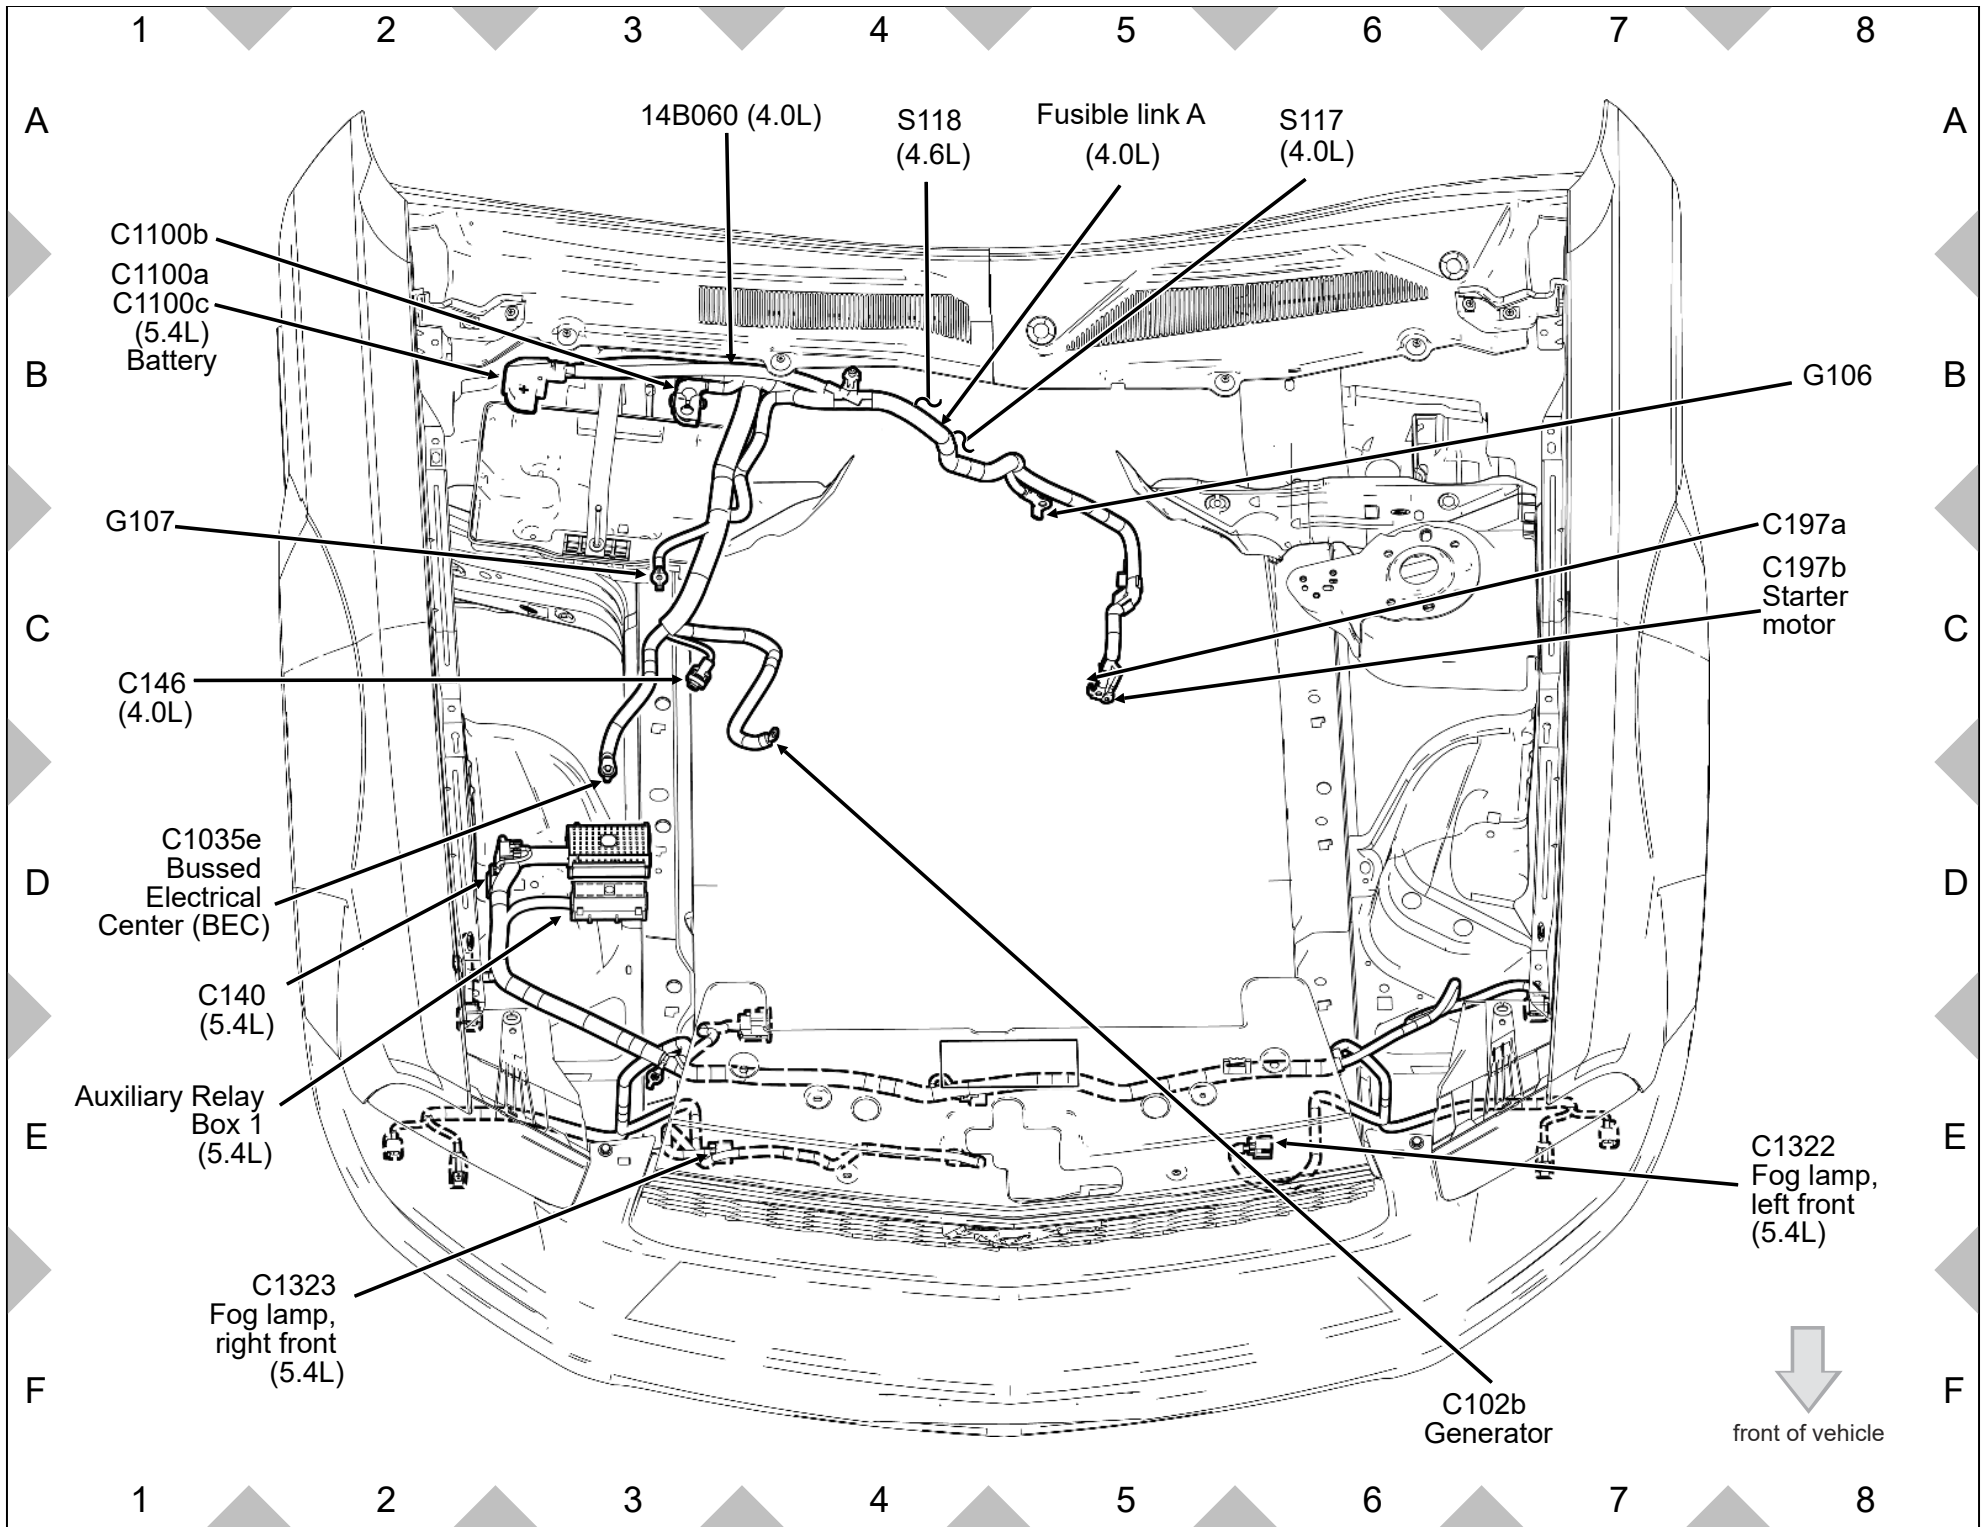 1 2 3 4 5 6 7 8
A A
14B060 (4.0L)
S118
(4.6L)
Fusible link A
(4.0L)
S117
(4.0L)
C1100b
C1100a
C1100c
(5.4L)
Battery
B B
G106
G107
C197a
C197b
Starter
motor
C C
C146
(4.0L)
C1035e
Bussed
Electrical
Center (BEC)
D D
C140
(5.4L)
Auxiliary Relay
Box 1
(5.4L)
E E
C1322
Fog lamp,
left front
(5.4L)
C1323
Fog lamp,
right front
(5.4L)
F F
C102b
Generator
front of vehicle
1 2 3 4 5 6 7 8